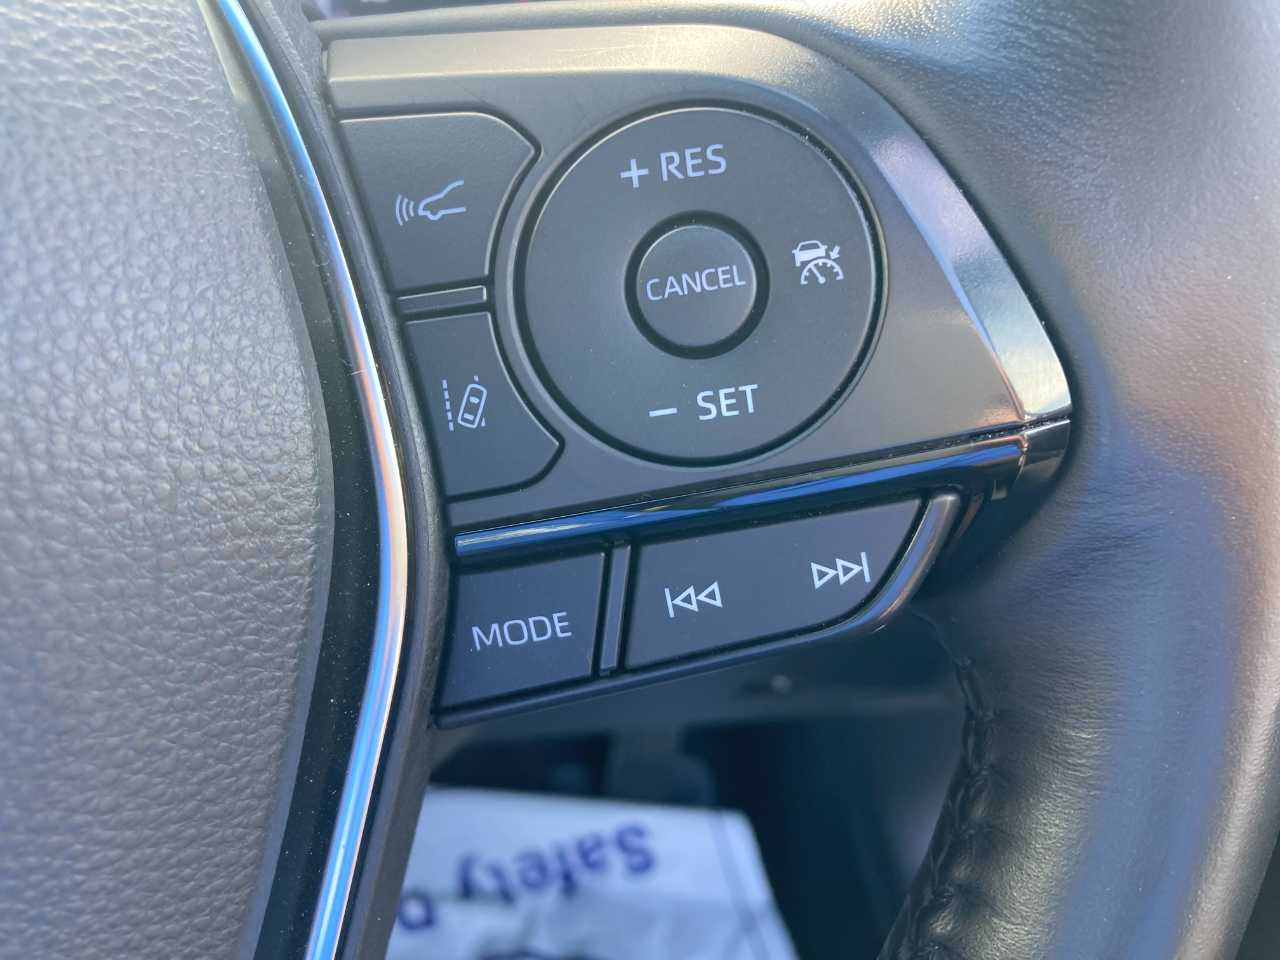 + RES
CANCEL
- SET
MODE
Safety